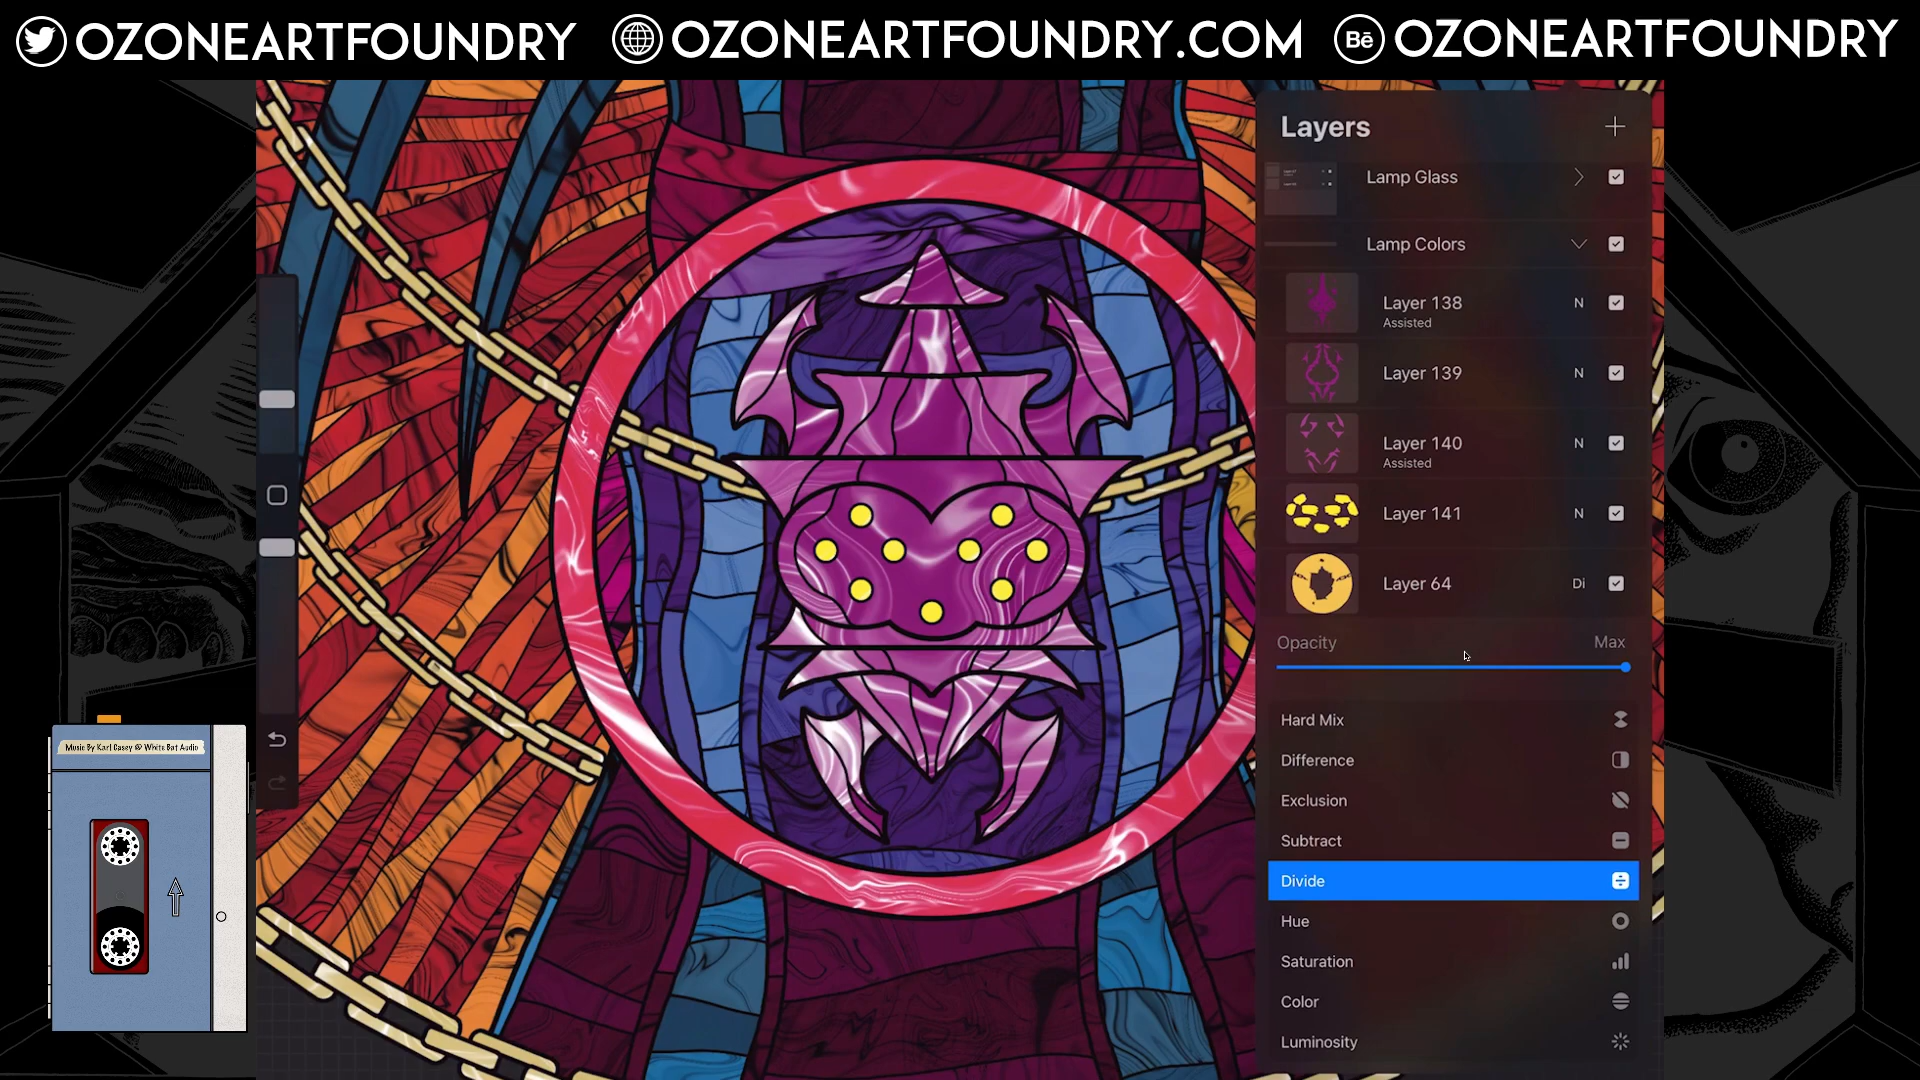 OZONEARTFOUNDRY
OZONEARTFOUNDRY.COM
Bē OZONEARTFOUNDRY
Layers
Lamp Glass
Lamp Colors
Layer 138 N
Assisted
Layer 139 N
Layer 140 N
Assisted
Layer 141 N
Layer 64 Di
Opacity Max
Hard Mix
Difference
Exclusion
Subtract
Divide
Hue
Saturation
Color
Luminosity
Music By Karl Casey @ White Bat Audio